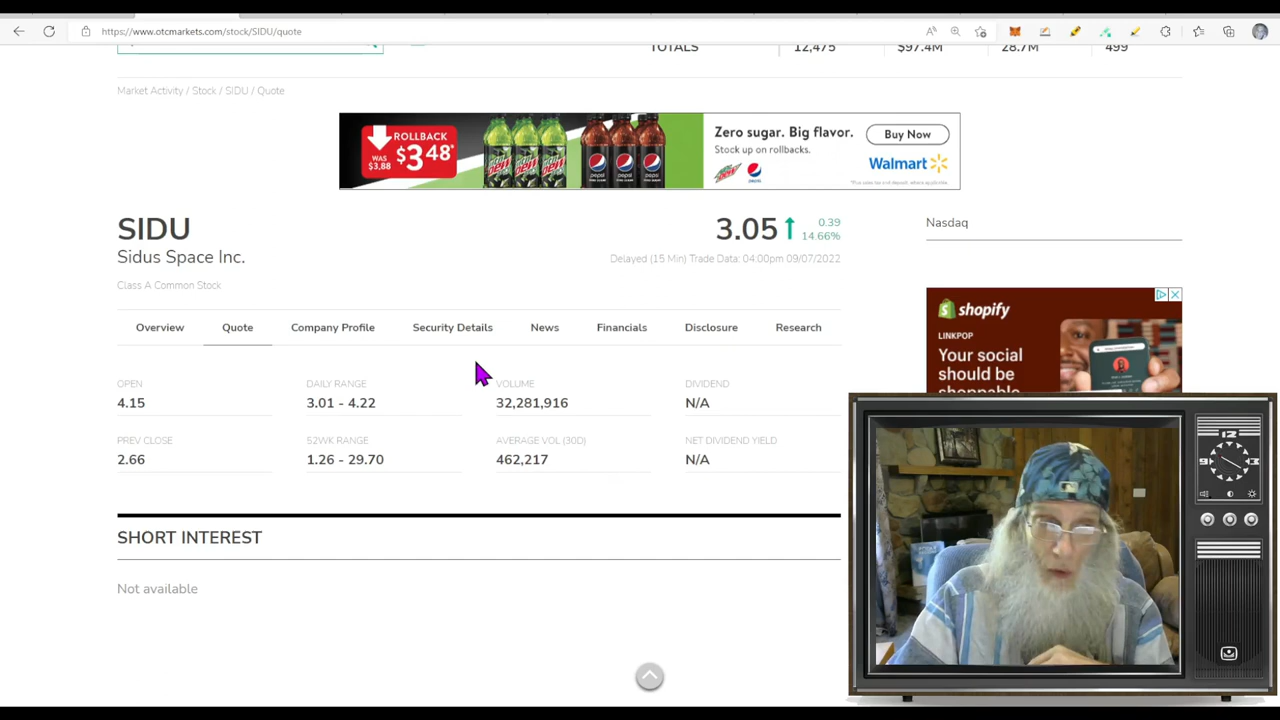 https://www.otcmarkets.com/stock/SIDU/quote
TOTALS 12,475 $97.4M 28.7M 499
Market Activity / Stock / SIDU / Quote
ROLLBACK
WAS $3.88 $3.48
Zero sugar. Big flavor.
Stock up on rollbacks.
pepsi
Buy Now
Walmart
SIDU
3.05 0.39
14.66%
Nasdaq
Sidus Space Inc.
Delayed (15 Min) Trade Data: 04:00pm 09/07/2022
Class A Common Stock
shopify
LINKPOP
Your social
should be
shoppable
Overview Quote Company Profile Security Details News Financials Disclosure Research
OPEN DAILY RANGE VOLUME DIVIDEND
4.15 3.01 - 4.22 32,281,916 N/A
PREV CLOSE 52WK RANGE AVERAGE VOL (30D) NET DIVIDEND YIELD
2.66 1.26 - 29.70 462,217 N/A
SHORT INTEREST
Not available
12
9 3